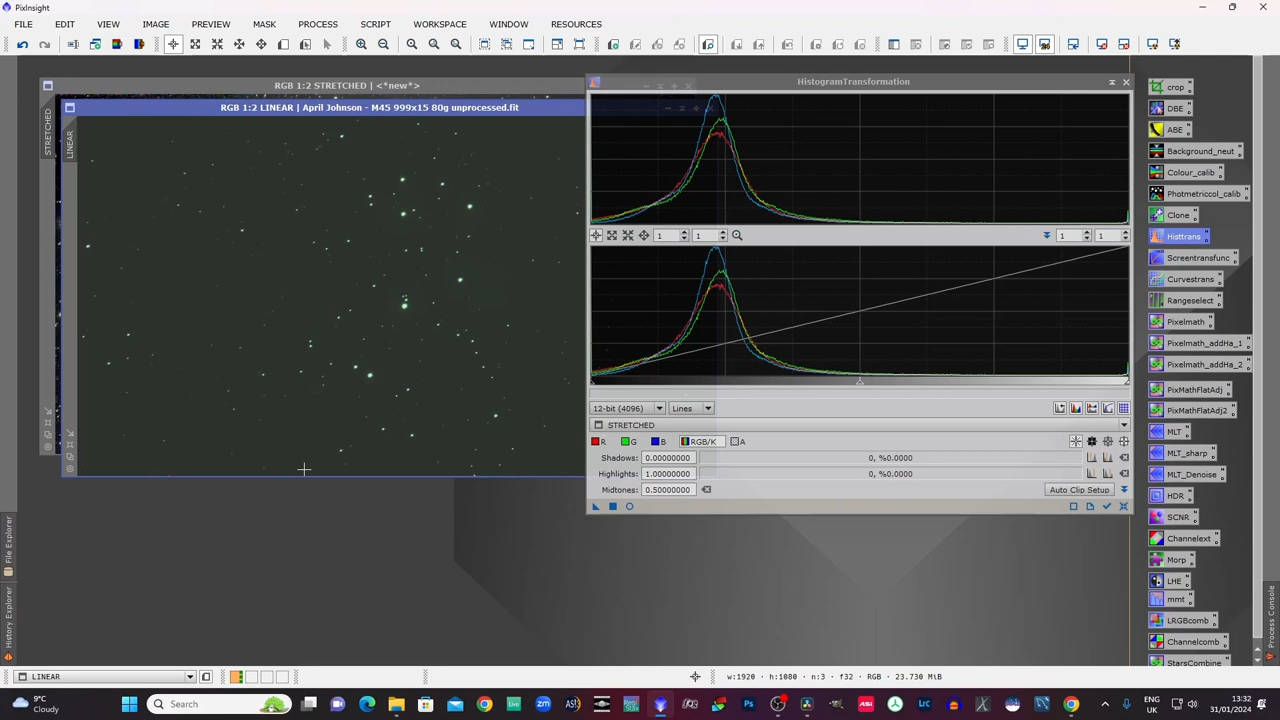 PixInsight
FILE EDIT VIEW IMAGE PREVIEW MASK PROCESS SCRIPT WORKSPACE WINDOW RESOURCES
RGB 1:2 STRETCHED | <*new*>
RGB 1:2 LINEAR | April Johnson - M45 999x15 80g unprocessed.fit
STRETCHED
LINEAR
HistogramTransformation
1 1 1 1
12-bit (4096) Lines
STRETCHED
R G B RGB/K A
Shadows: 0.00000000 0, %0.0000
Highlights: 1.00000000 0, %0.0000
Midtones: 0.50000000 Auto Clip Setup
crop
DBE
ABE
Background_neut
Colour_calib
Photmetriccol_calib
Clone
Histtrans
Screentransfunc
Curvestrans
Rangeselect
Pixelmath
Pixelmath_addHa_1
Pixelmath_addHa_2
PixMathFlatAdj
PixMathFlatAdj2
MLT
MLT_sharp
MLT_Denoise
HDR
SCNR
Channelext
Morp
LHE
mmt
LRGBcomb
Channelcomb
StarsCombine
File Explorer
History Explorer
Process Console
LINEAR
w:1920 · h:1080 · n:3 · f32 · RGB · 23.730 MiB
9°C
Cloudy
Search
ENG
UK
13:32
31/01/2024